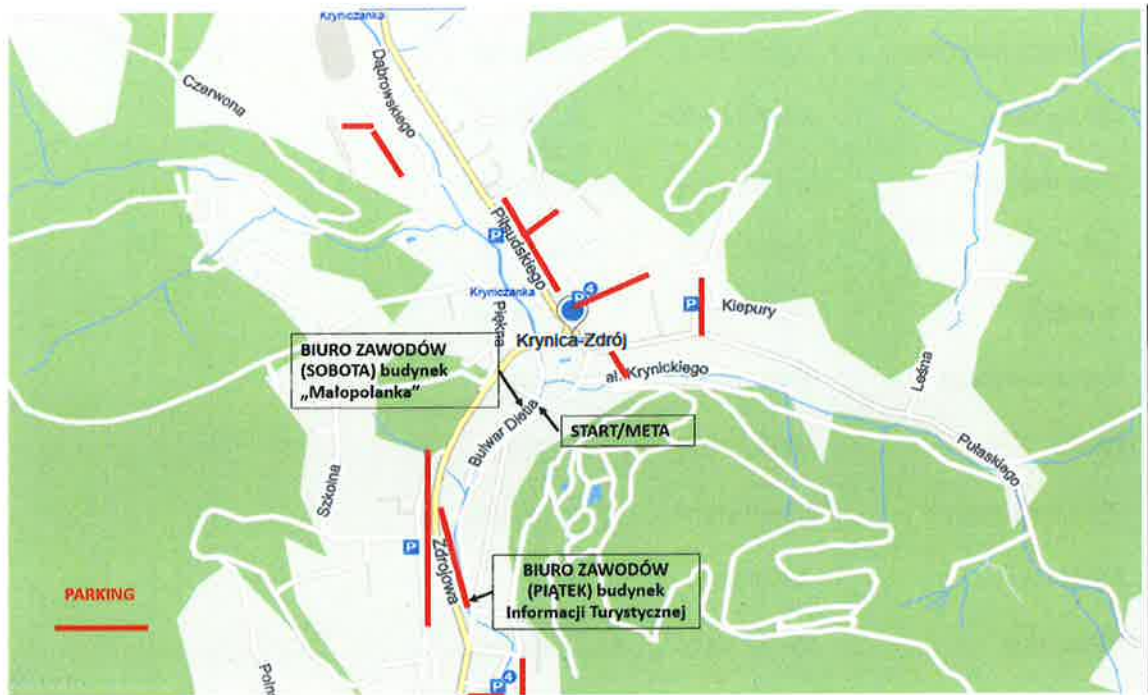 Kryniczanka
Dąbrowskiego
Czarwona
Piłsudskiego
P
P 4
Kryniczanka
Piękna
P
Kiepury
Krynica-Zdrój
BIURO ZAWODÓW
(SOBOTA) budynek
„Małopolanka”
al. Krynickiego
Leśna
START/META
Bulwar Dietla
Pułaskiego
Szkolna
P
Zdrojowa
BIURO ZAWODÓW
(PIĄTEK) budynek
Informacji Turystycznej
PARKING
P 4